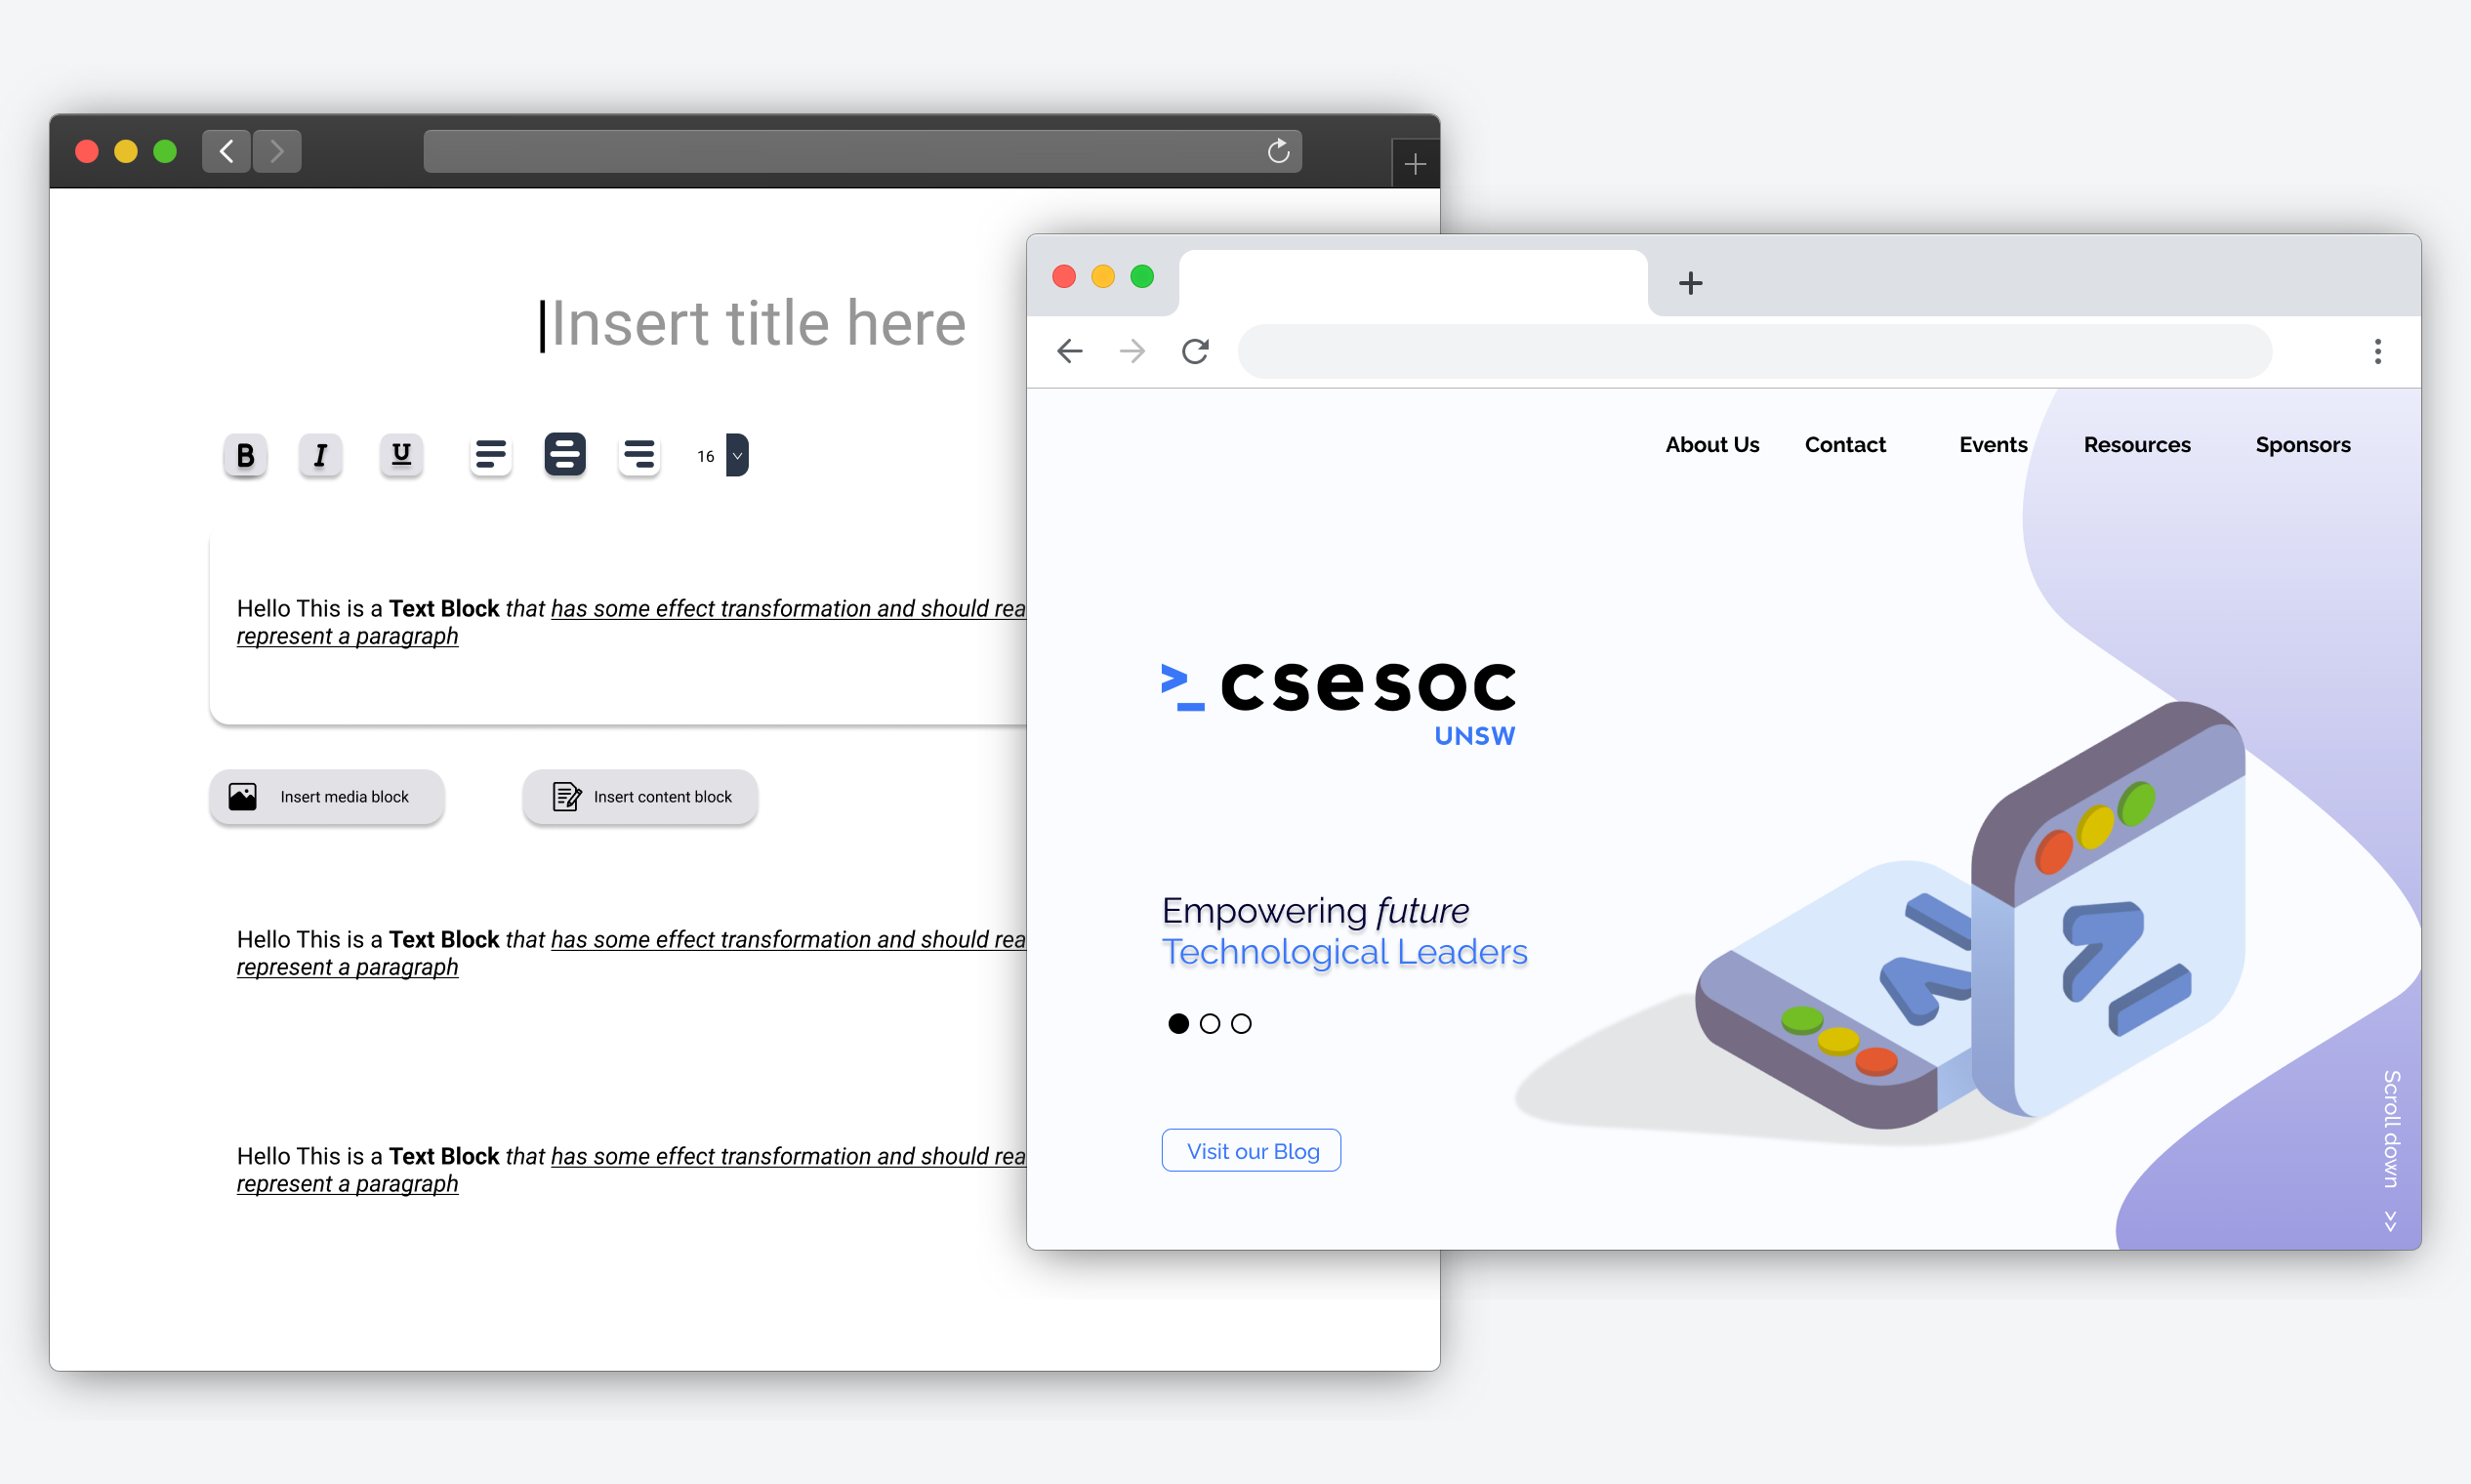 Insert title here
B I U 16
Hello This is a Text Block that has some effect transformation and should rea
represent a paragraph
Insert media block
Insert content block
Hello This is a Text Block that has some effect transformation and should rea
represent a paragraph
Hello This is a Text Block that has some effect transformation and should rea
represent a paragraph
About Us Contact Events Resources Sponsors
>_ csesoc
UNSW
Empowering future
Technological Leaders
Visit our Blog
Scroll down